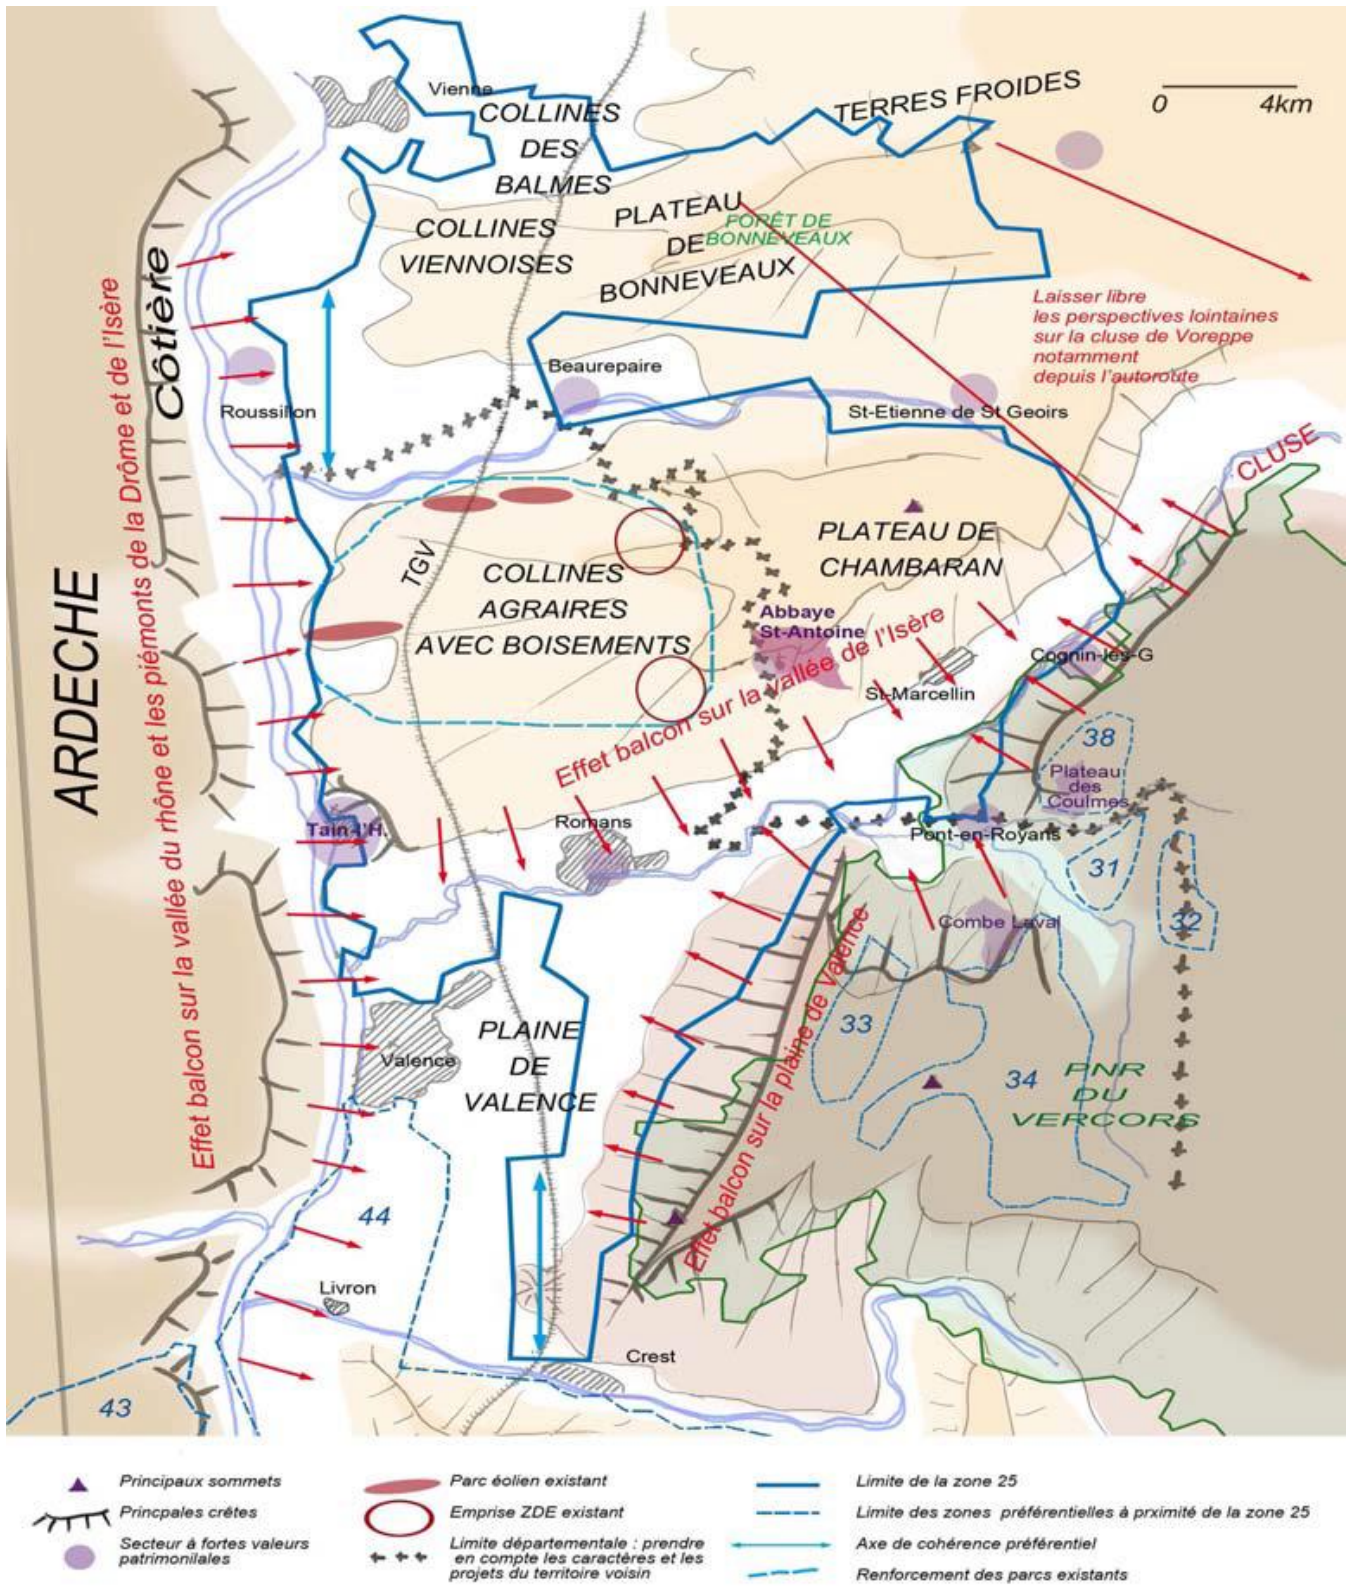 Vienne
COLLINES
DES
BALMES
TERRES FROIDES
0 4km
COLLINES
VIENNOISES
PLATEAU
DE
BONNEVEAUX
FORÊT DE
BONNEVEAUX
Laisser libre
les perspectives lointaines
sur la cluse de Voreppe
notamment
depuis l'autoroute
Côtière
Beaurepaire
Roussillon
St-Etienne de St Geoirs
CLUSE
ARDECHE
Effet balcon sur la vallée du rhône et les piémonts de la Drôme et de l'Isère
TGV
COLLINES
AGRAIRES
AVEC BOISEMENTS
PLATEAU DE
CHAMBARAN
Abbaye
St-Antoine
Effet balcon sur la vallée de l'Isère
Cognin-les-G
St-Marcellin
38
Plateau
des
Coulmes
Tain-l'H.
Romans
Pont-en-Royans
31
32
Combe Laval
33
34
PNR
DU
VERCORS
Effet balcon sur la plaine de Valence
PLAINE
DE
VALENCE
Valence
44
Livron
Crest
43
Principaux sommets
Princpales crêtes
Secteur à fortes valeurs
patrimonilales
Parc éolien existant
Emprise ZDE existant
Limite départementale : prendre
en compte les caractères et les
projets du territoire voisin
Limite de la zone 25
Limite des zones préférentielles à prximité de la zone 25
Axe de cohérence préférentiel
Renforcement des parcs existants